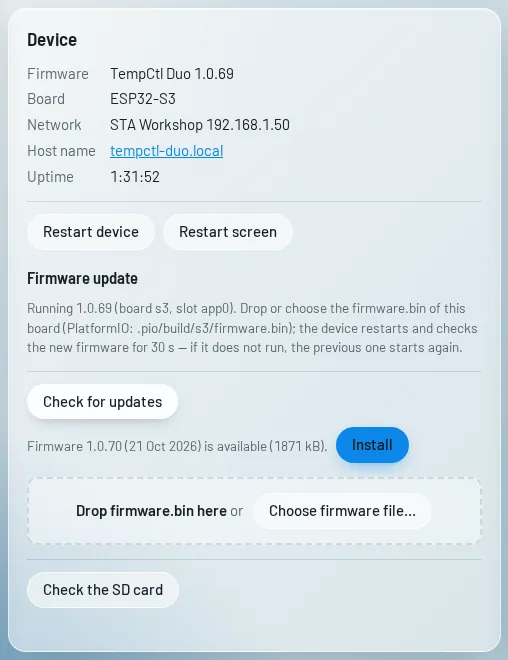 Device
Firmware TempCtl Duo 1.0.69
Board ESP32-S3
Network STA Workshop 192.168.1.50
Host name tempctl-duo.local
Uptime 1:31:52
Restart device Restart screen
Firmware update
Running 1.0.69 (board s3, slot app0). Drop or choose the firmware.bin of this
board (PlatformIO: .pio/build/s3/firmware.bin); the device restarts and checks
the new firmware for 30 s — if it does not run, the previous one starts again.
Check for updates
Firmware 1.0.70 (21 Oct 2026) is available (1871 kB). Install
Drop firmware.bin here or Choose firmware file...
Check the SD card